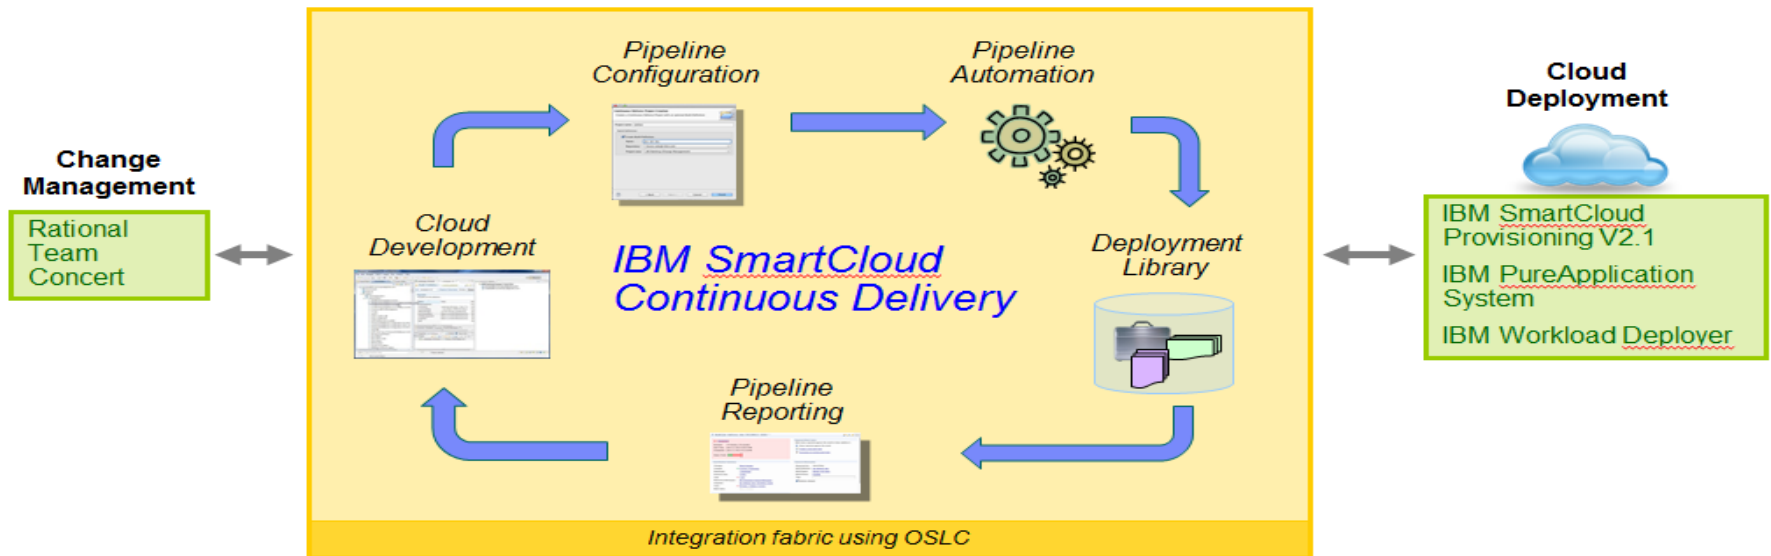 Change
Management
Rational
Team
Concert
Pipeline
Configuration
Pipeline
Automation
Cloud
Development
IBM SmartCloud
Continuous Delivery
Deployment
Library
Pipeline
Reporting
Integration fabric using OSLC
Cloud
Deployment
IBM SmartCloud
Provisioning V2.1
IBM PureApplication
System
IBM Workload Deployer